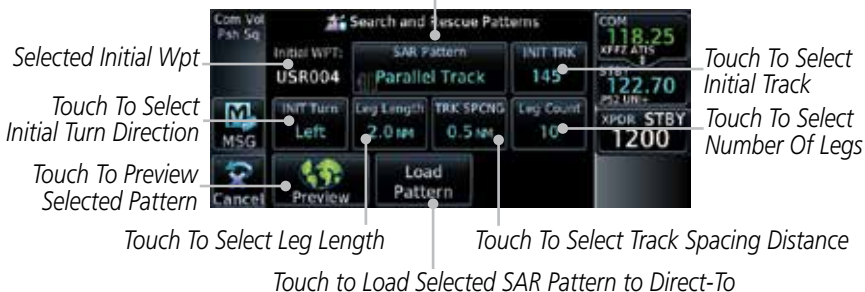 Com Vol
Psh Sq
Search and Rescue Patterns
COM
118.25
KFFZ ATIS
STBY
122.70
XPDR STBY
1200
Initial WPT:
USR004
SAR Pattern
Parallel Track
INIT TRK
145°
INIT Turn
Left
Leg Length
2.0 NM
TRK SPCNG
0.5 NM
Leg Count
10
MSG
Cancel
Preview
Load
Pattern
Selected Initial Wpt
Touch To Select
Initial Turn Direction
Touch To Preview
Selected Pattern
Touch To Select
Initial Track
Touch To Select
Number Of Legs
Touch To Select Leg Length
Touch To Select Track Spacing Distance
Touch to Load Selected SAR Pattern to Direct-To